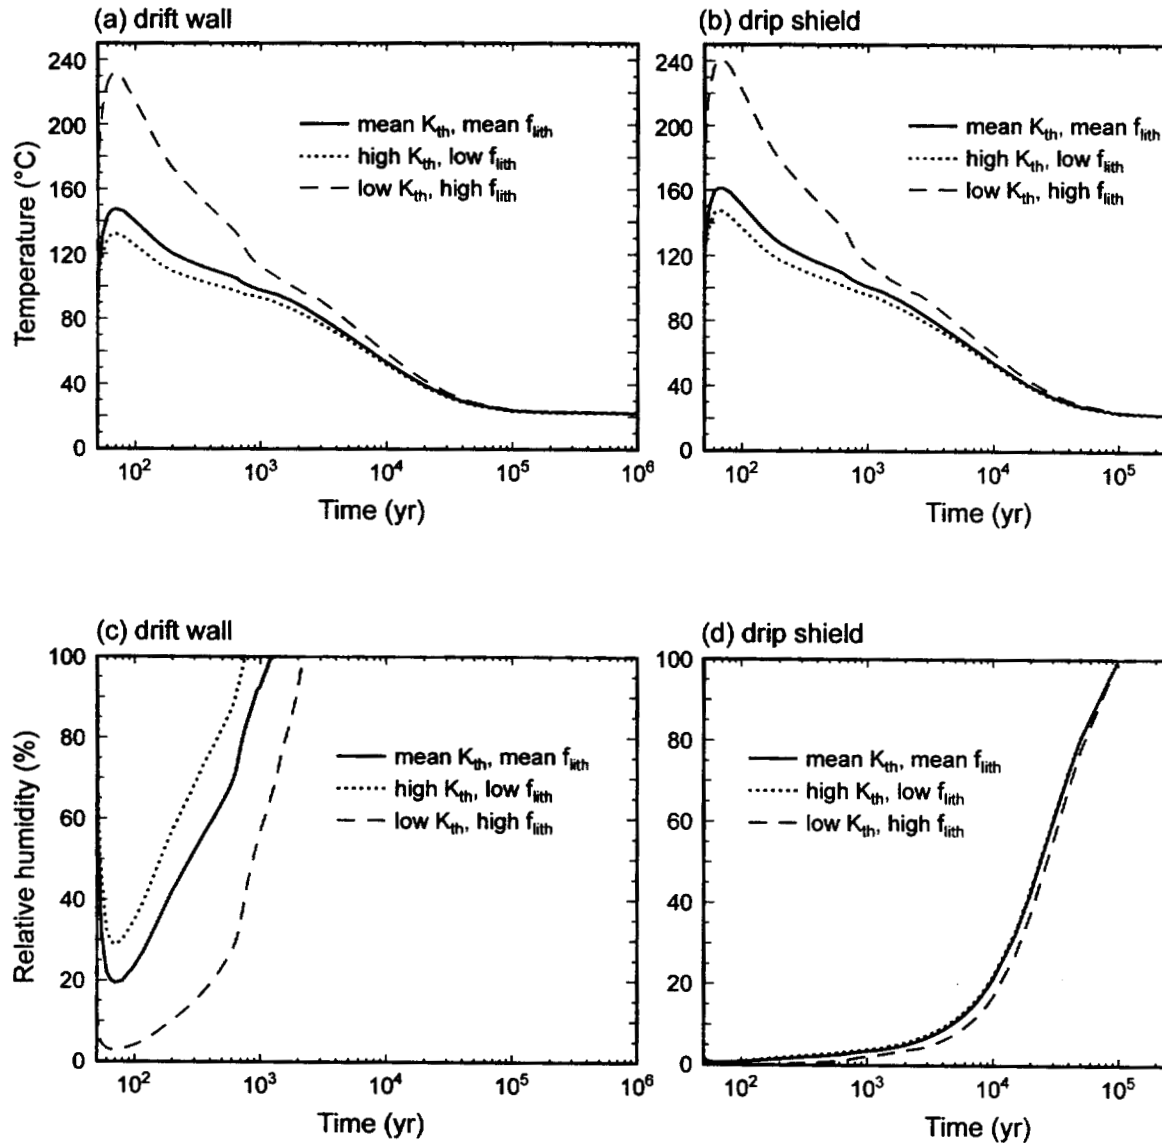 (a) drift wall
240
200
160
120
80
40
0
Temperature (°C)
mean Kth, mean flith
high Kth, low flith
low Kth, high flith
10² 10³ 10⁴ 10⁵ 10⁶
Time (yr)
(b) drip shield
240
200
160
120
80
40
0
mean Kth, mean flith
high Kth, low flith
low Kth, high flith
10² 10³ 10⁴ 10⁵
Time (yr)
(c) drift wall
100
80
60
40
20
0
Relative humidity (%)
mean Kth, mean flith
high Kth, low flith
low Kth, high flith
10² 10³ 10⁴ 10⁵ 10⁶
Time (yr)
(d) drip shield
100
80
60
40
20
0
mean Kth, mean flith
high Kth, low flith
low Kth, high flith
10² 10³ 10⁴ 10⁵
Time (yr)